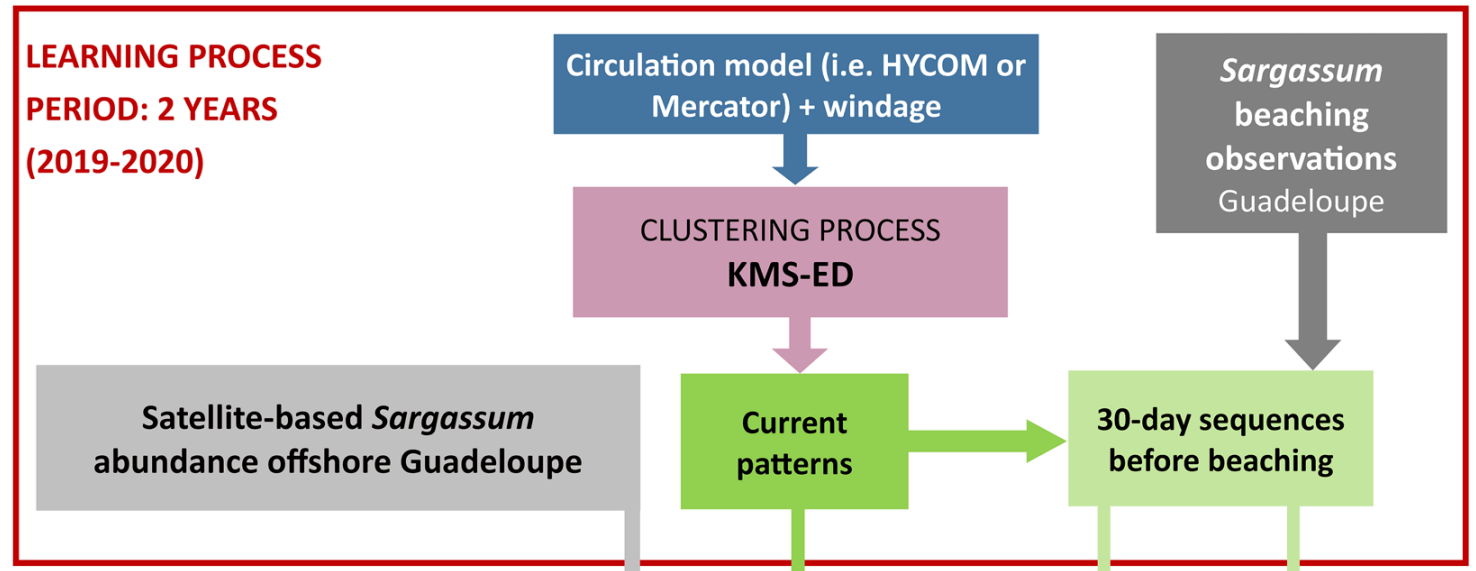 LEARNING PROCESS
PERIOD: 2 YEARS
(2019-2020)
Circulation model (i.e. HYCOM or
Mercator) + windage
Sargassum
beaching
observations
Guadeloupe
CLUSTERING PROCESS
KMS-ED
Satellite-based Sargassum
abundance offshore Guadeloupe
Current
patterns
30-day sequences
before beaching